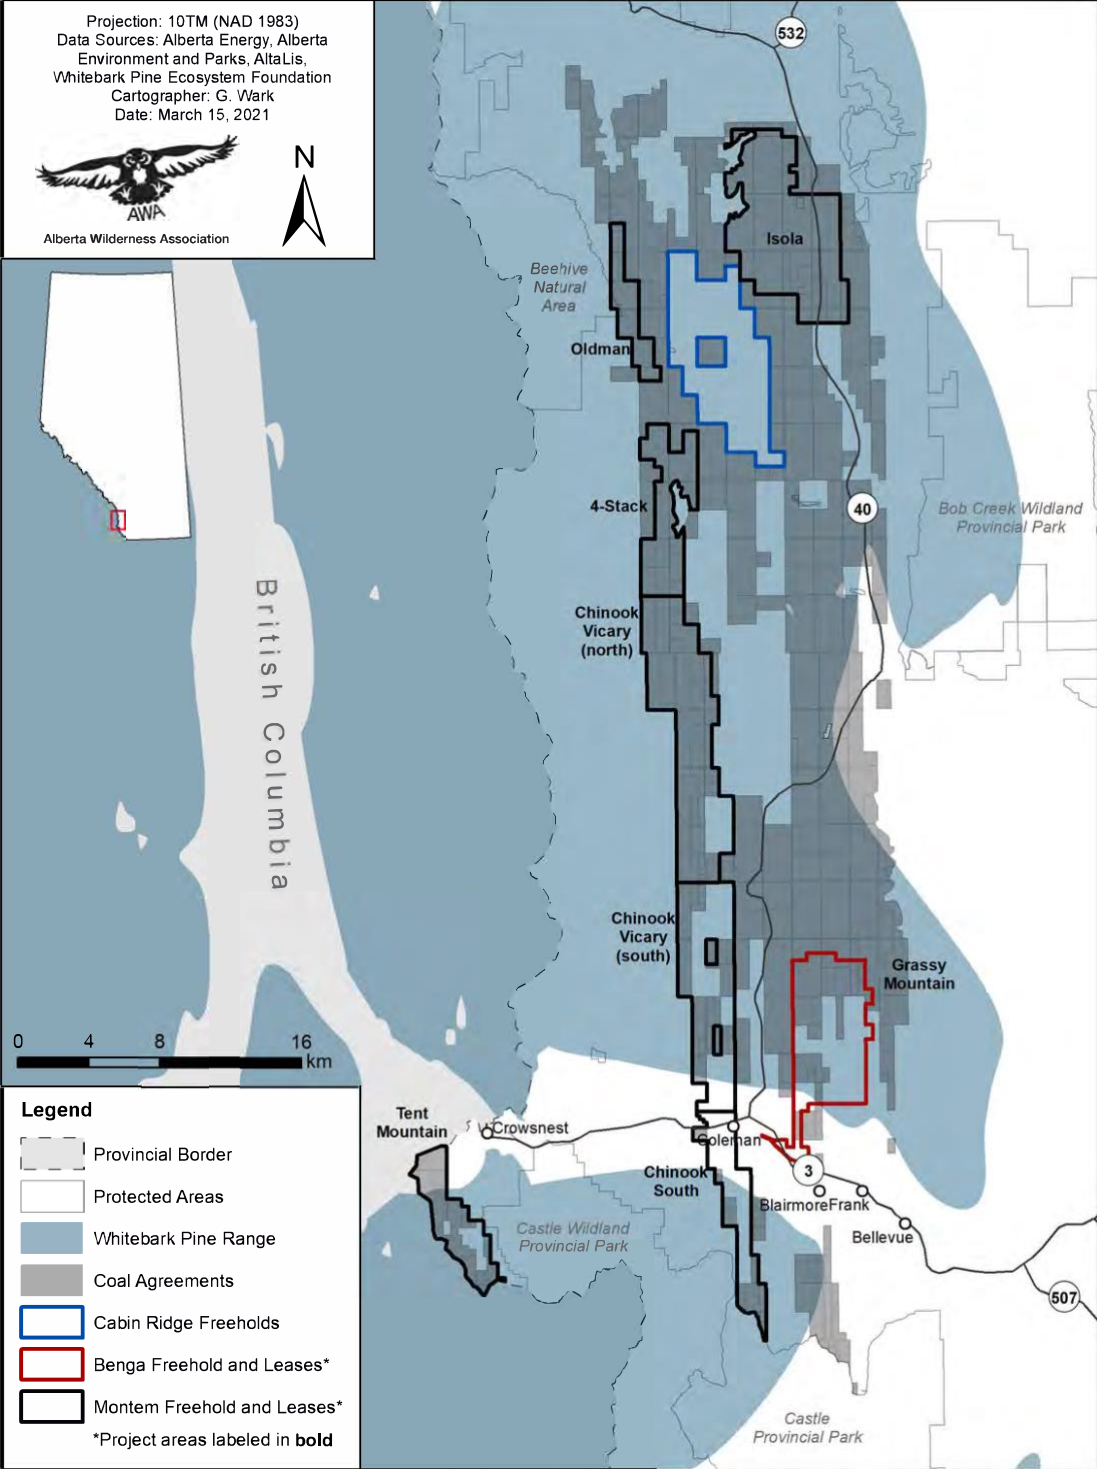 Projection: 10TM (NAD 1983)
Data Sources: Alberta Energy, Alberta
Environment and Parks, AltaLis,
Whitebark Pine Ecosystem Foundation
Cartographer: G. Wark
Date: March 15, 2021
AWA
Alberta Wilderness Association
N
532
Isola
Beehive
Natural
Area
Oldman
4-Stack
40
Bob Creek Wildland
Provincial Park
British Columbia
Chinook
Vicary
(north)
Chinook
Vicary
(south)
Grassy
Mountain
0 4 8 16
km
Tent
Mountain
Crowsnest
Coleman
3
Chinook
South
Blairmore
Frank
Bellevue
507
Castle Wildland
Provincial Park
Castle
Provincial Park
Legend
Provincial Border
Protected Areas
Whitebark Pine Range
Coal Agreements
Cabin Ridge Freeholds
Benga Freehold and Leases*
Montem Freehold and Leases*
*Project areas labeled in bold